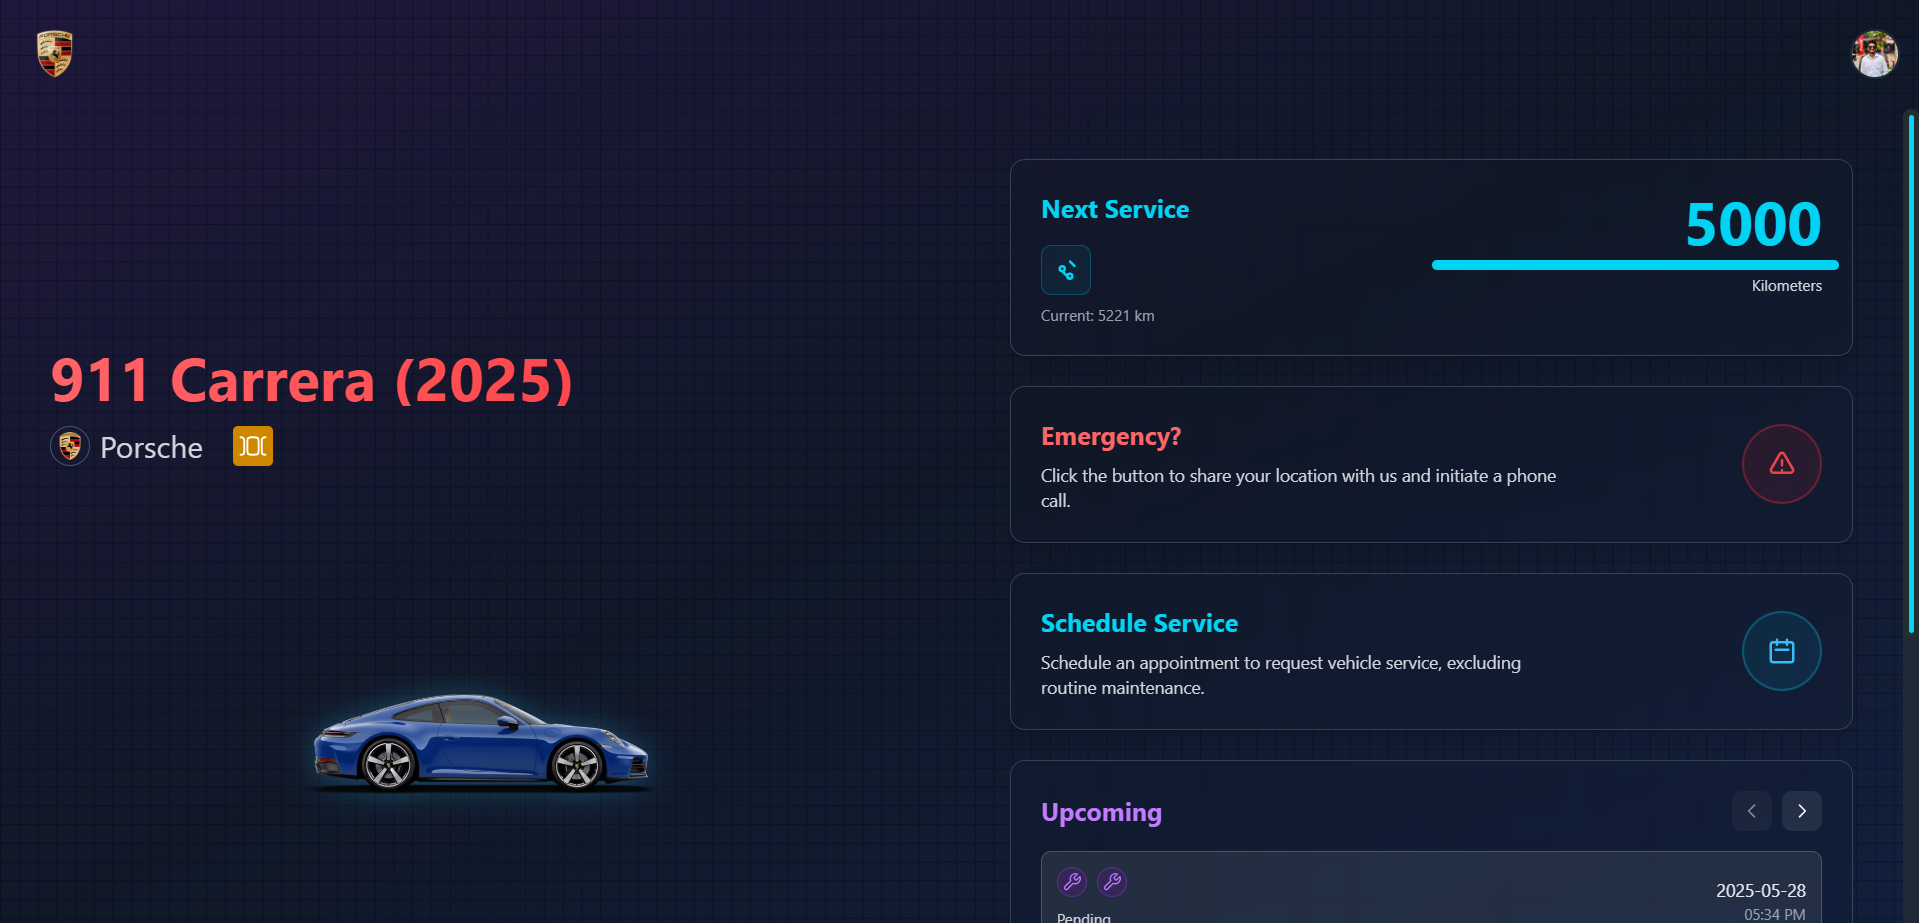 911 Carrera (2025)
Porsche
Next Service
5000
Kilometers
Current: 5221 km
Emergency?
Click the button to share your location with us and initiate a phone
call.
Schedule Service
Schedule an appointment to request vehicle service, excluding
routine maintenance.
Upcoming
2025-05-28
Pending
05:34 PM